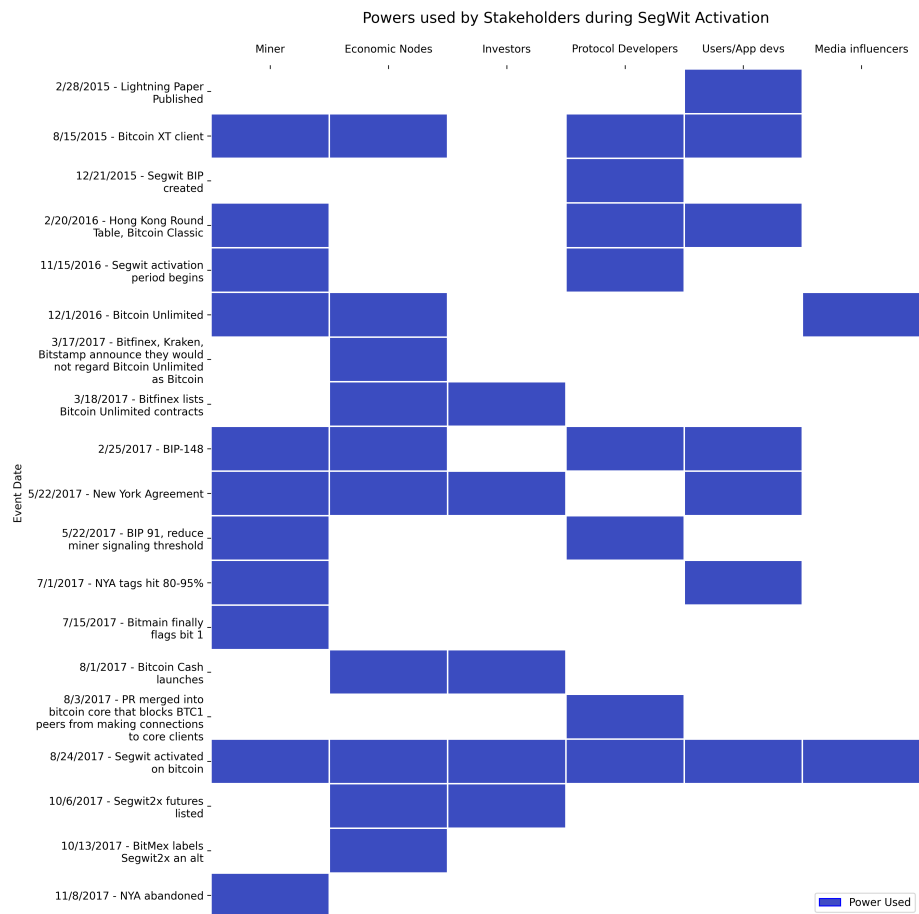 Powers used by Stakeholders during SegWit Activation
Miner
Economic Nodes
Investors
Protocol Developers
Users/App devs
Media influencers
Event Date
2/28/2015 - Lightning Paper
Published
8/15/2015 - Bitcoin XT client
12/21/2015 - Segwit BIP
created
2/20/2016 - Hong Kong Round
Table, Bitcoin Classic
11/15/2016 - Segwit activation
period begins
12/1/2016 - Bitcoin Unlimited
3/17/2017 - Bitfinex, Kraken,
Bitstamp announce they would
not regard Bitcoin Unlimited
as Bitcoin
3/18/2017 - Bitfinex lists
Bitcoin Unlimited contracts
2/25/2017 - BIP-148
5/22/2017 - New York Agreement
5/22/2017 - BIP 91, reduce
miner signaling threshold
7/1/2017 - NYA tags hit 80-95%
7/15/2017 - Bitmain finally
flags bit 1
8/1/2017 - Bitcoin Cash
launches
8/3/2017 - PR merged into
bitcoin core that blocks BTC1
peers from making connections
to core clients
8/24/2017 - Segwit activated
on bitcoin
10/6/2017 - Segwit2x futures
listed
10/13/2017 - BitMex labels
Segwit2x an alt
11/8/2017 - NYA abandoned
Power Used